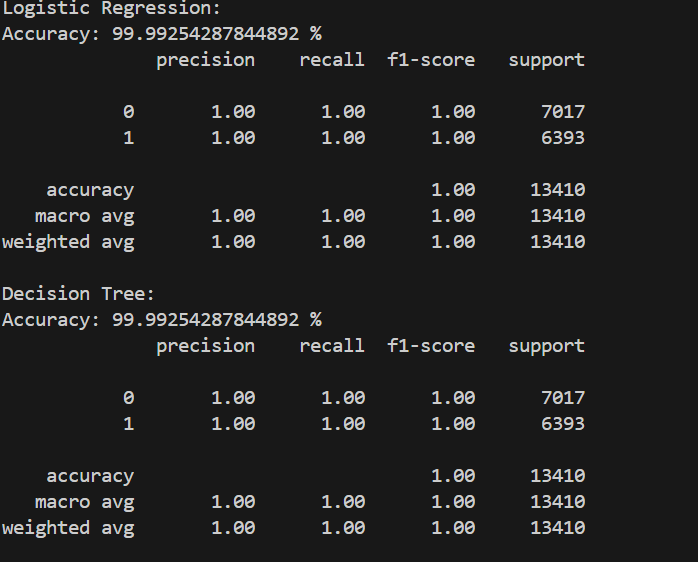 Logistic Regression:
Accuracy: 99.99254287844892 %
precision recall f1-score support
0 1.00 1.00 1.00 7017
1 1.00 1.00 1.00 6393
accuracy 1.00 13410
macro avg 1.00 1.00 1.00 13410
weighted avg 1.00 1.00 1.00 13410
Decision Tree:
Accuracy: 99.99254287844892 %
precision recall f1-score support
0 1.00 1.00 1.00 7017
1 1.00 1.00 1.00 6393
accuracy 1.00 13410
macro avg 1.00 1.00 1.00 13410
weighted avg 1.00 1.00 1.00 13410